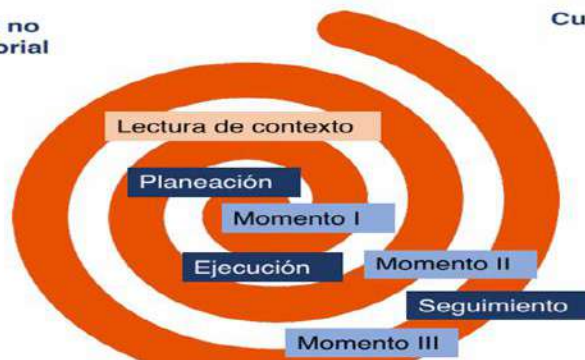 no
Cu
orial
Lectura de contexto
Planeación
Momento I
Ejecución
Momento II
Seguimiento
Momento III